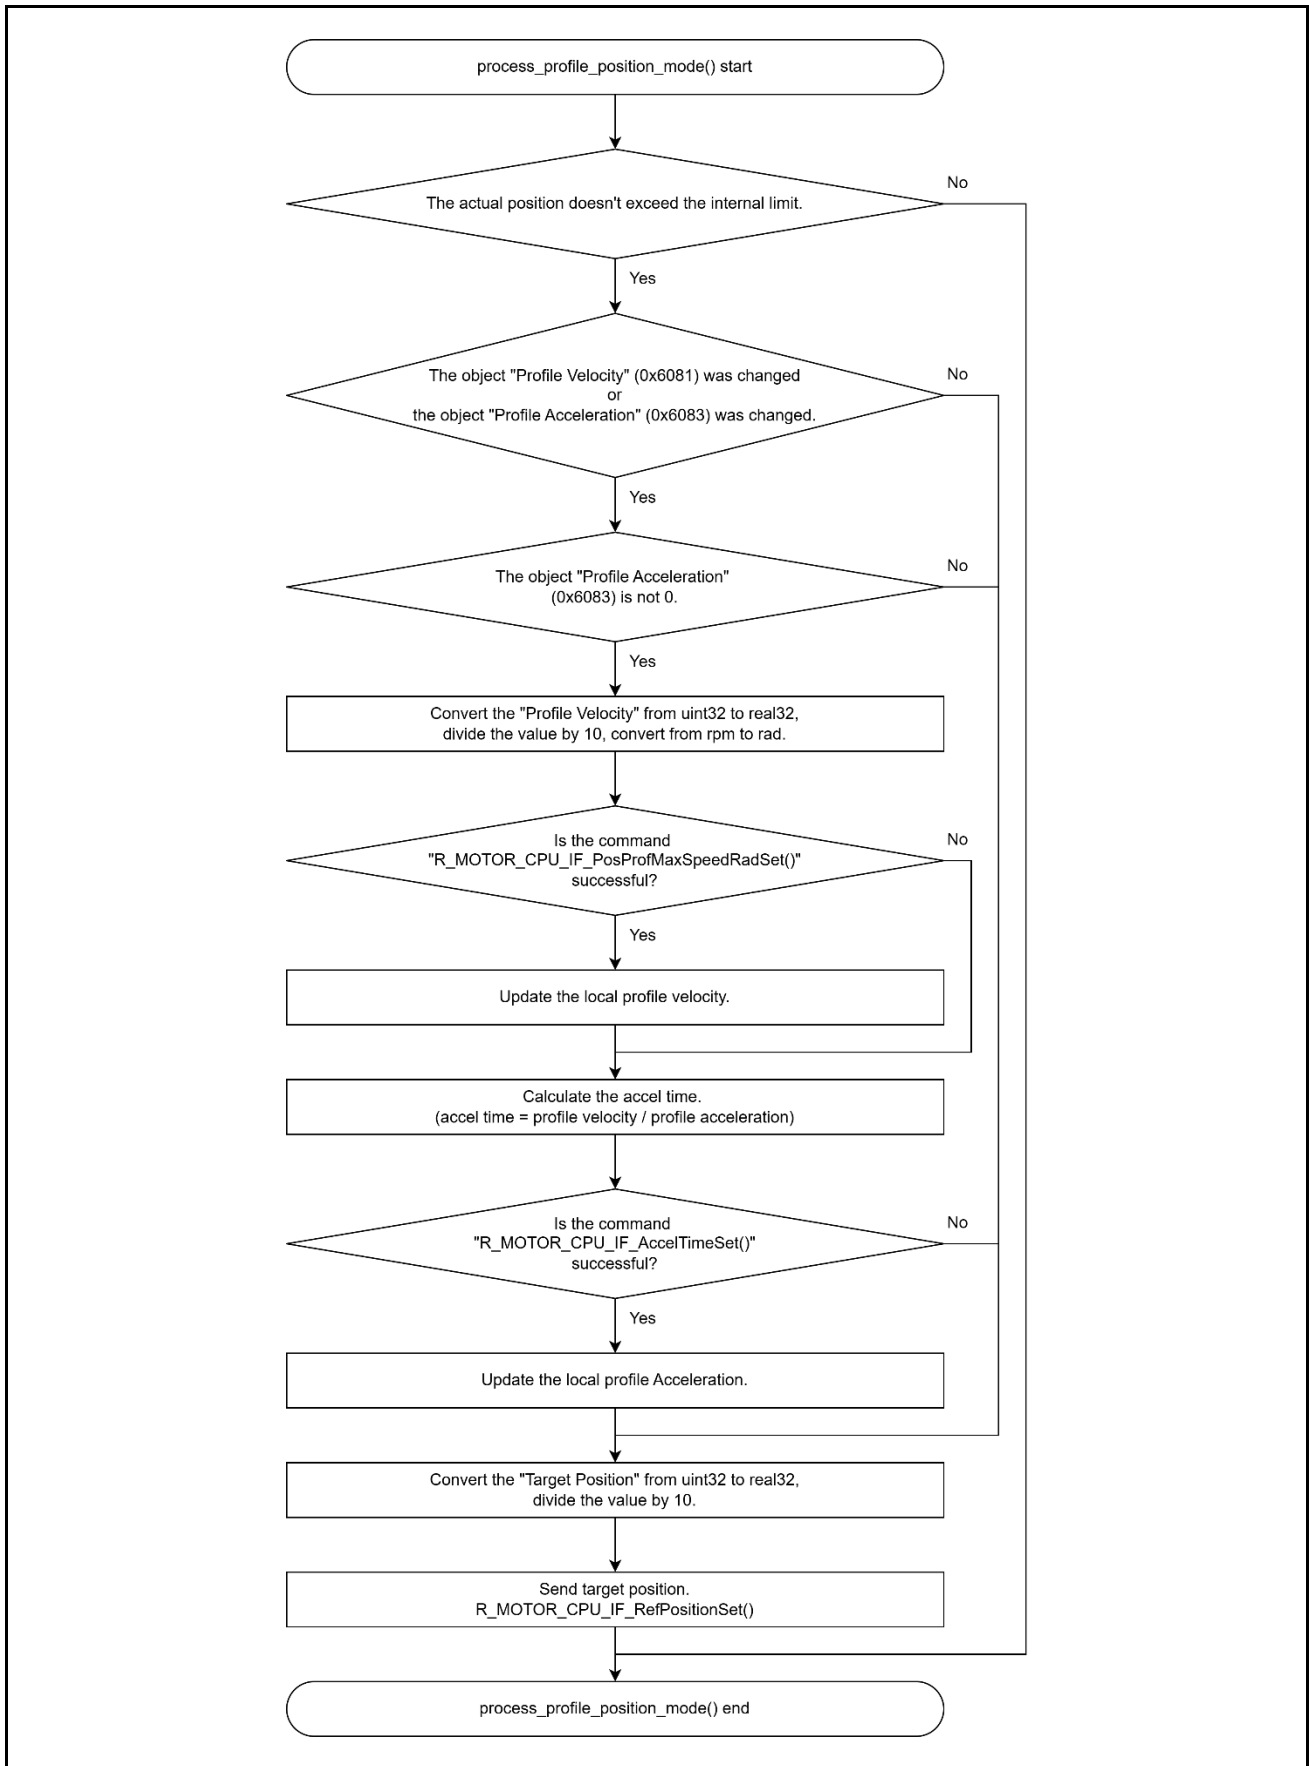 process_profile_position_mode() start
The actual position doesn't exceed the internal limit.
No
Yes
The object "Profile Velocity" (0x6081) was changed
or
the object "Profile Acceleration" (0x6083) was changed.
No
Yes
The object "Profile Acceleration"
(0x6083) is not 0.
No
Yes
Convert the "Profile Velocity" from uint32 to real32,
divide the value by 10, convert from rpm to rad.
Is the command
"R_MOTOR_CPU_IF_PosProfMaxSpeedRadSet()"
successful?
No
Yes
Update the local profile velocity.
Calculate the accel time.
(accel time = profile velocity / profile acceleration)
Is the command
"R_MOTOR_CPU_IF_AccelTimeSet()"
successful?
No
Yes
Update the local profile Acceleration.
Convert the "Target Position" from uint32 to real32,
divide the value by 10.
Send target position.
R_MOTOR_CPU_IF_RefPositionSet()
process_profile_position_mode() end